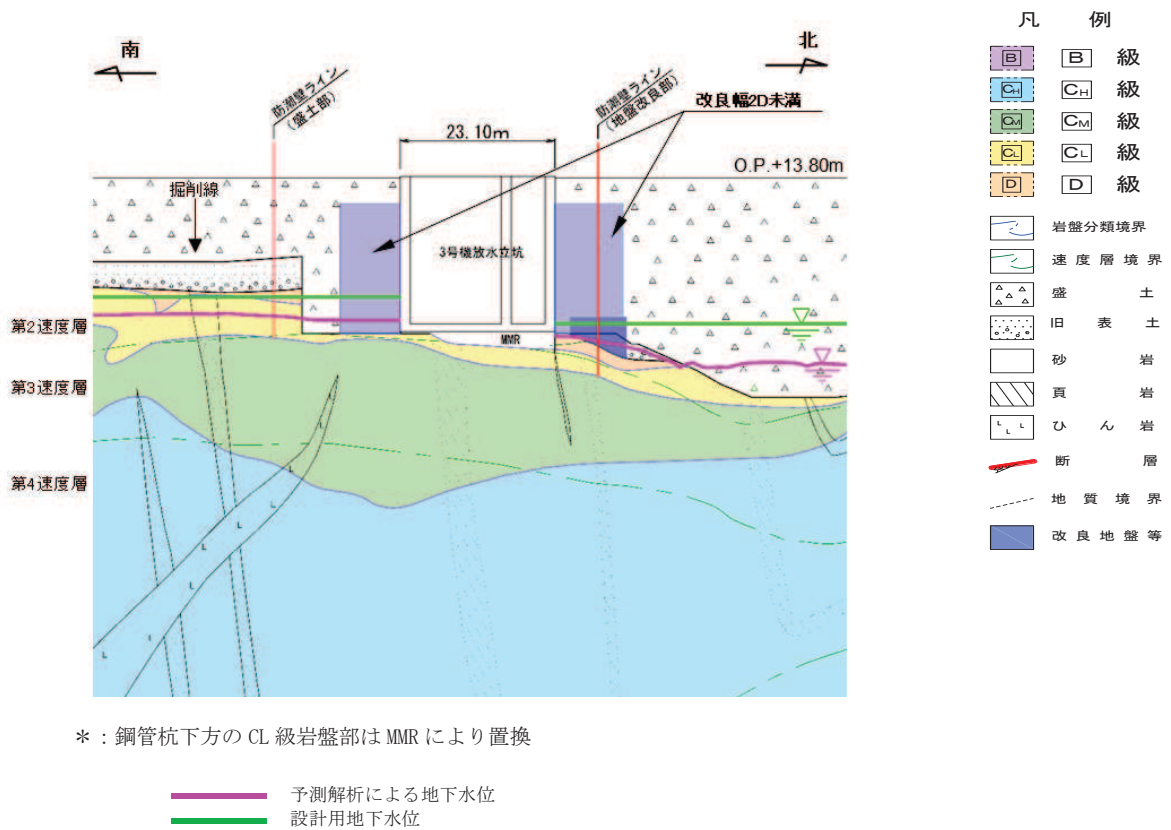 凡 例
B B 級
CH CH 級
CM CM 級
CL CL 級
D D 級
岩盤分類境界
速度層境界
盛土
旧表土
砂岩
頁岩
ひん岩
断層
地質境界
改良地盤等
南
北
防潮壁ライン
(盛土部)
防潮壁ライン
(地盤改良部)
改良幅2D未満
23.10m
O.P.+13.80m
掘削線
3号機放水立坑
MMR
第2速度層
第3速度層
第4速度層
L L L L L L L
*:鋼管杭下方の CL 級岩盤部は MMR により置換
予測解析による地下水位
設計用地下水位